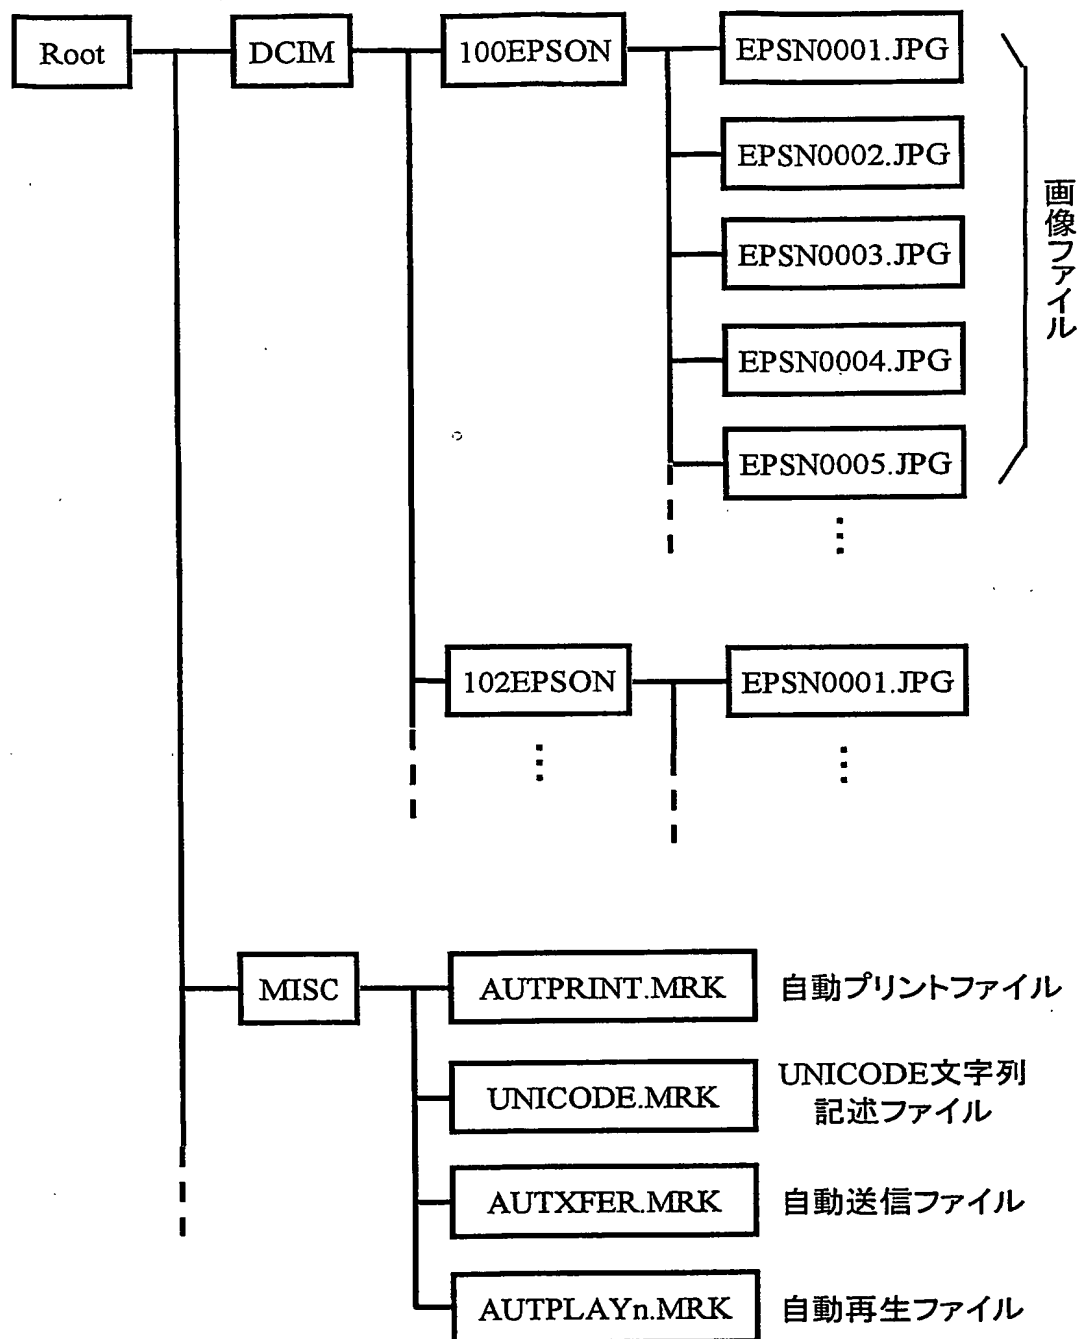 Root
DCIM
100EPSON
EPSN0001.JPG
EPSN0002.JPG
EPSN0003.JPG
EPSN0004.JPG
EPSN0005.JPG
画像ファイル
102EPSON
EPSN0001.JPG
MISC
AUTPRINT.MRK
自動プリントファイル
UNICODE.MRK
UNICODE文字列
記述ファイル
AUTXFER.MRK
自動送信ファイル
AUTPLAYn.MRK
自動再生ファイル